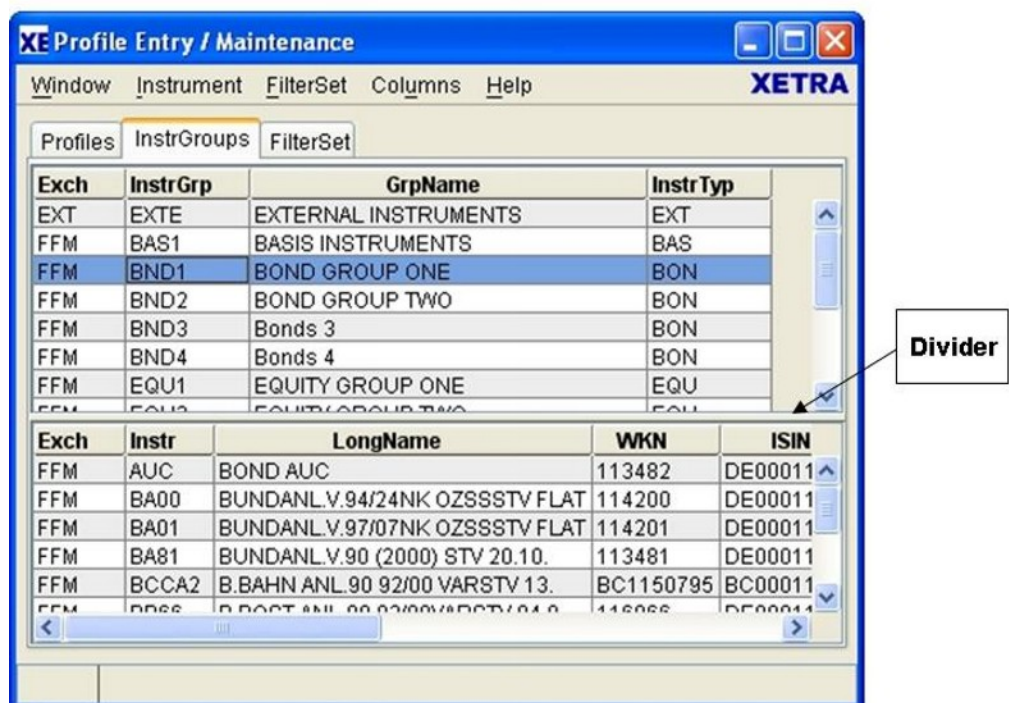 XE Profile Entry / Maintenance
Window Instrument FilterSet Columns Help XETRA
Profiles InstrGroups FilterSet
Exch InstrGrp GrpName InstrTyp
EXT EXTE EXTERNAL INSTRUMENTS EXT
FFM BAS1 BASIS INSTRUMENTS BAS
FFM BND1 BOND GROUP ONE BON
FFM BND2 BOND GROUP TWO BON
FFM BND3 Bonds 3 BON
FFM BND4 Bonds 4 BON
Divider
FFM EQU1 EQUITY GROUP ONE EQU
Exch Instr LongName WKN ISIN
FFM AUC BOND AUC 113482 DE00011
FFM BA00 BUNDANL.V.94/24NK OZSSSTV FLAT 114200 DE00011
FFM BA01 BUNDANL.V.97/07NK OZSSSTV FLAT 114201 DE00011
FFM BA81 BUNDANL.V.90 (2000) STV 20.10. 113481 DE00011
FFM BCCA2 B.BAHN ANL.90 92/00 VARSTV 13. BC1150795 BC00011